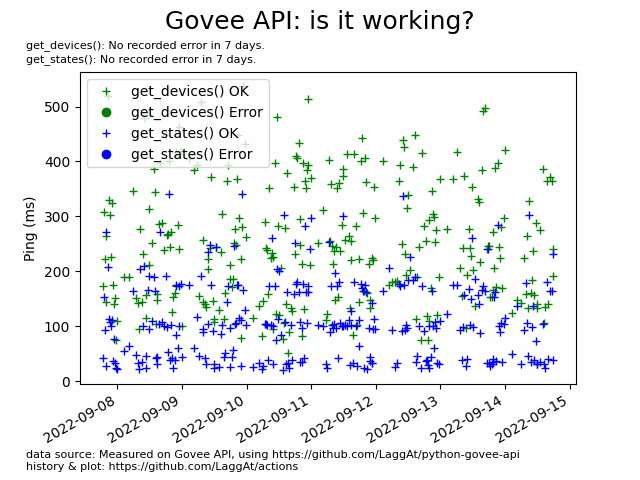 Govee API: is it working?
get_devices(): No recorded error in 7 days.
get_states(): No recorded error in 7 days.
get_devices() OK
get_devices() Error
get_states() OK
get_states() Error
Ping (ms)
500
400
300
200
100
0
2022-09-08
2022-09-09
2022-09-10
2022-09-11
2022-09-12
2022-09-13
2022-09-14
2022-09-15
data source: Measured on Govee API, using https://github.com/LaggAt/python-govee-api
history & plot: https://github.com/LaggAt/actions